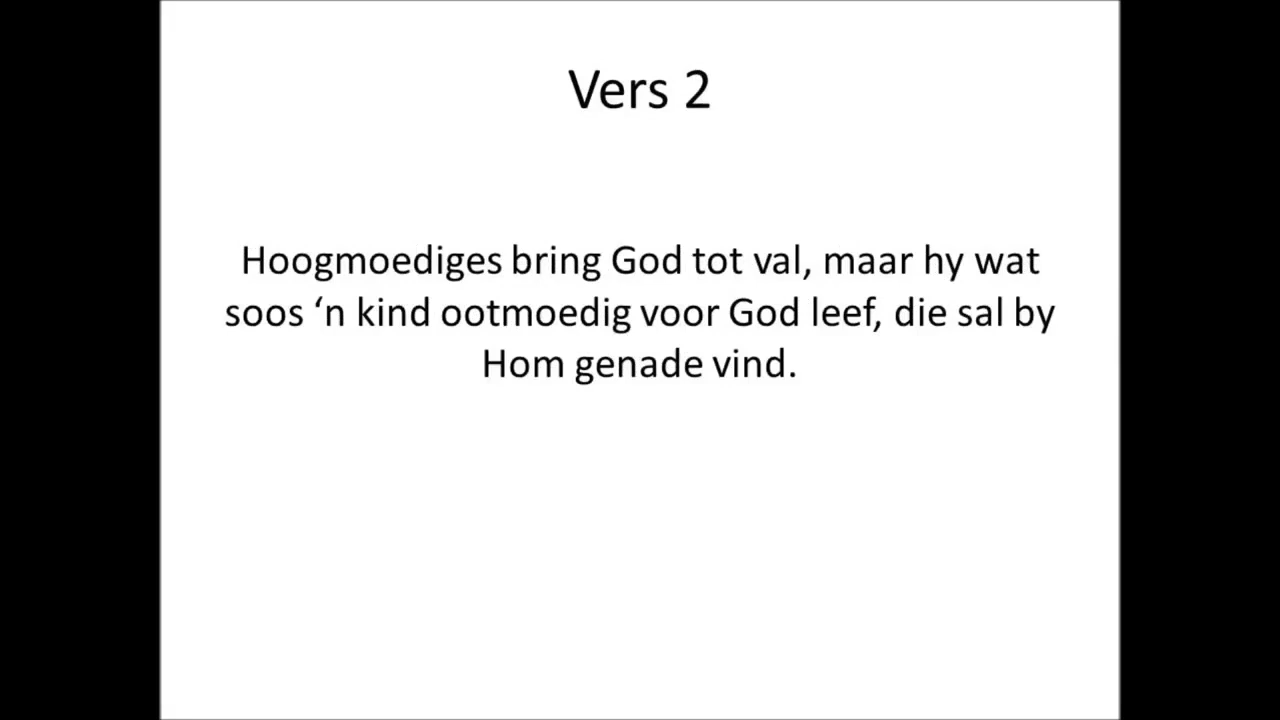 Vers 2
Hoogmoediges bring God tot val, maar hy wat
soos ‘n kind ootmoedig voor God leef, die sal by
Hom genade vind.